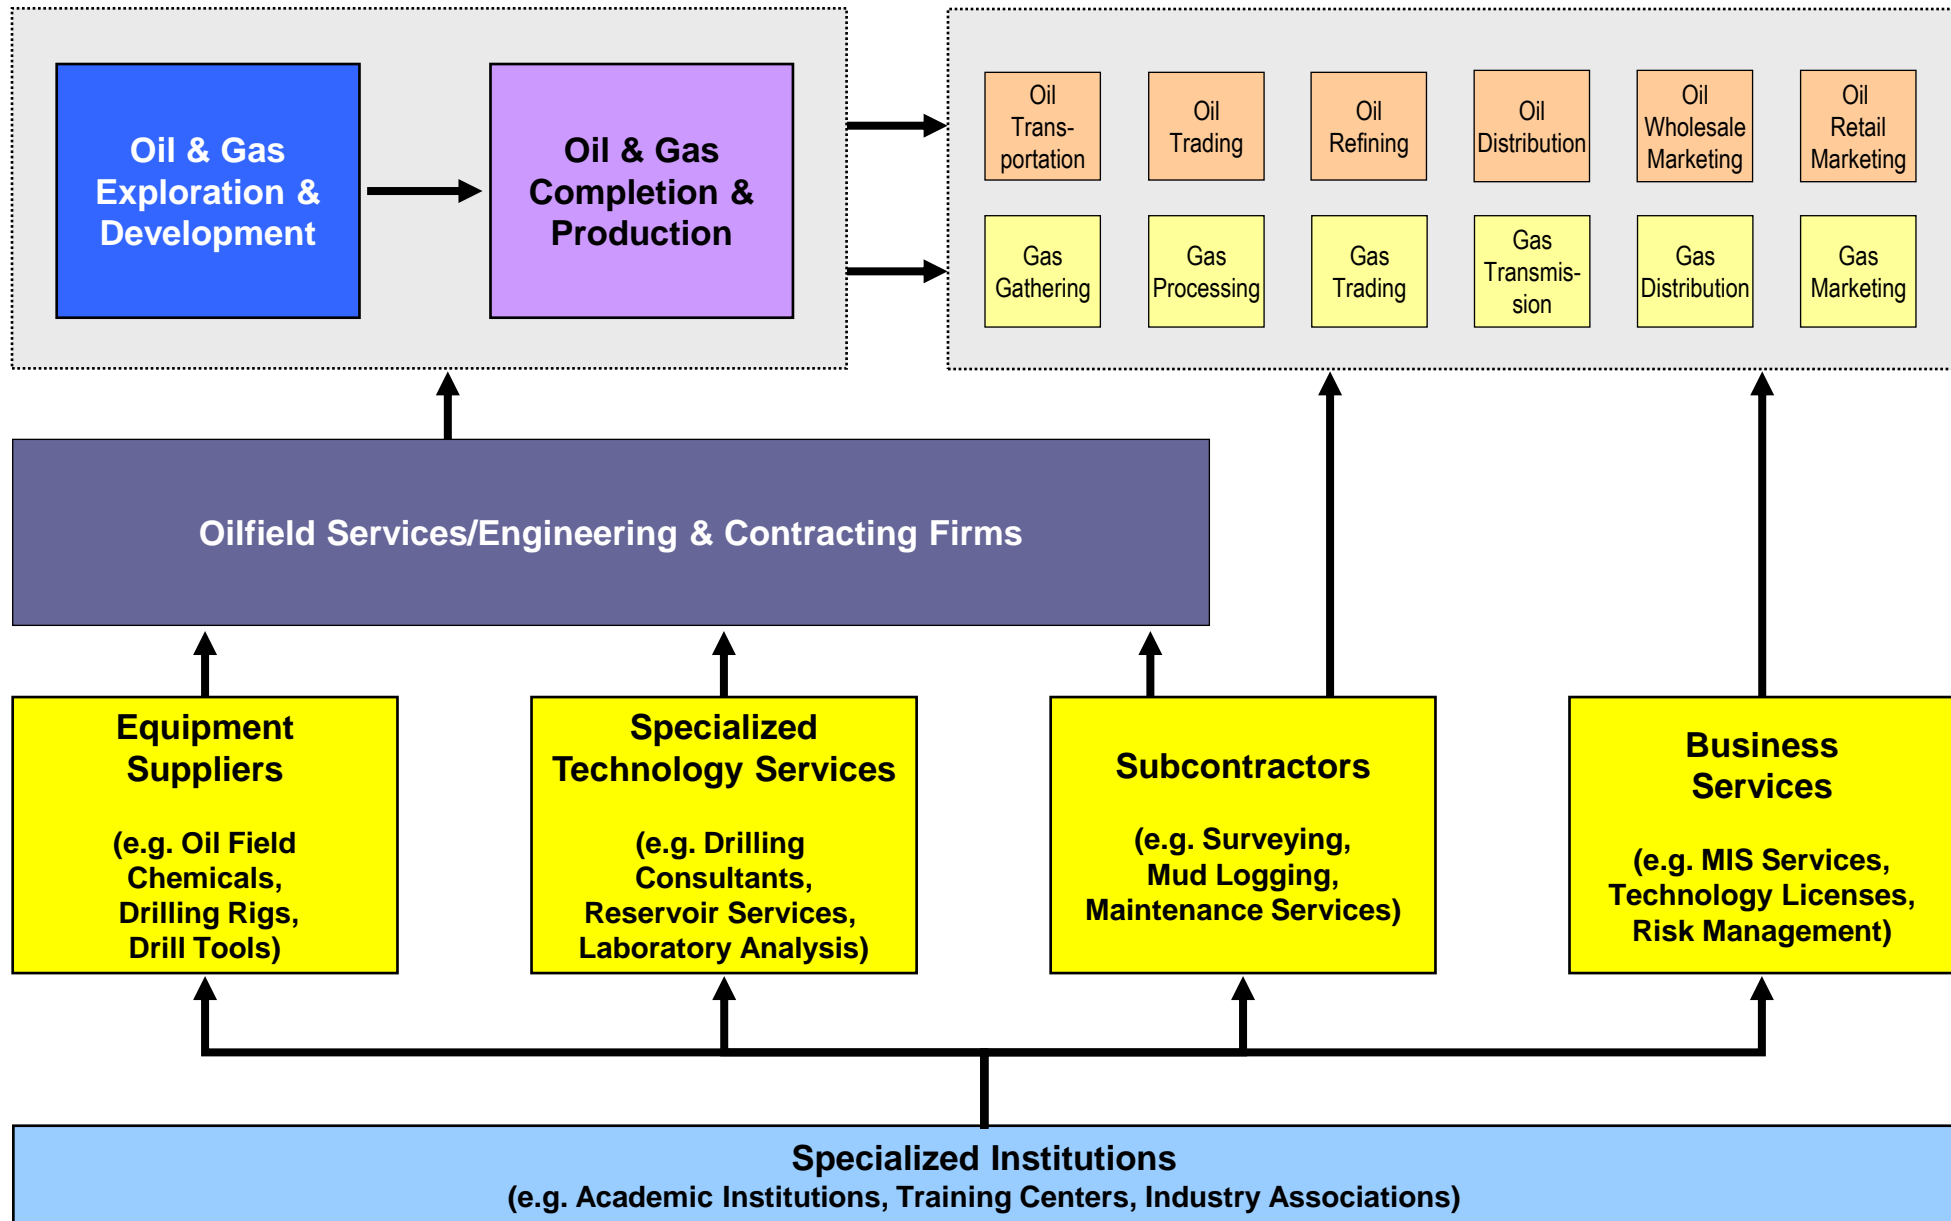 Oil & Gas
Exploration &
Development
Oil & Gas
Completion &
Production
Oil
Trans-
portation
Oil
Trading
Oil
Refining
Oil
Distribution
Oil
Wholesale
Marketing
Oil
Retail
Marketing
Gas
Gathering
Gas
Processing
Gas
Trading
Gas
Transmis-
sion
Gas
Distribution
Gas
Marketing
Oilfield Services/Engineering & Contracting Firms
Equipment
Suppliers
(e.g. Oil Field
Chemicals,
Drilling Rigs,
Drill Tools)
Specialized
Technology Services
(e.g. Drilling
Consultants,
Reservoir Services,
Laboratory Analysis)
Subcontractors
(e.g. Surveying,
Mud Logging,
Maintenance Services)
Business
Services
(e.g. MIS Services,
Technology Licenses,
Risk Management)
Specialized Institutions
(e.g. Academic Institutions, Training Centers, Industry Associations)